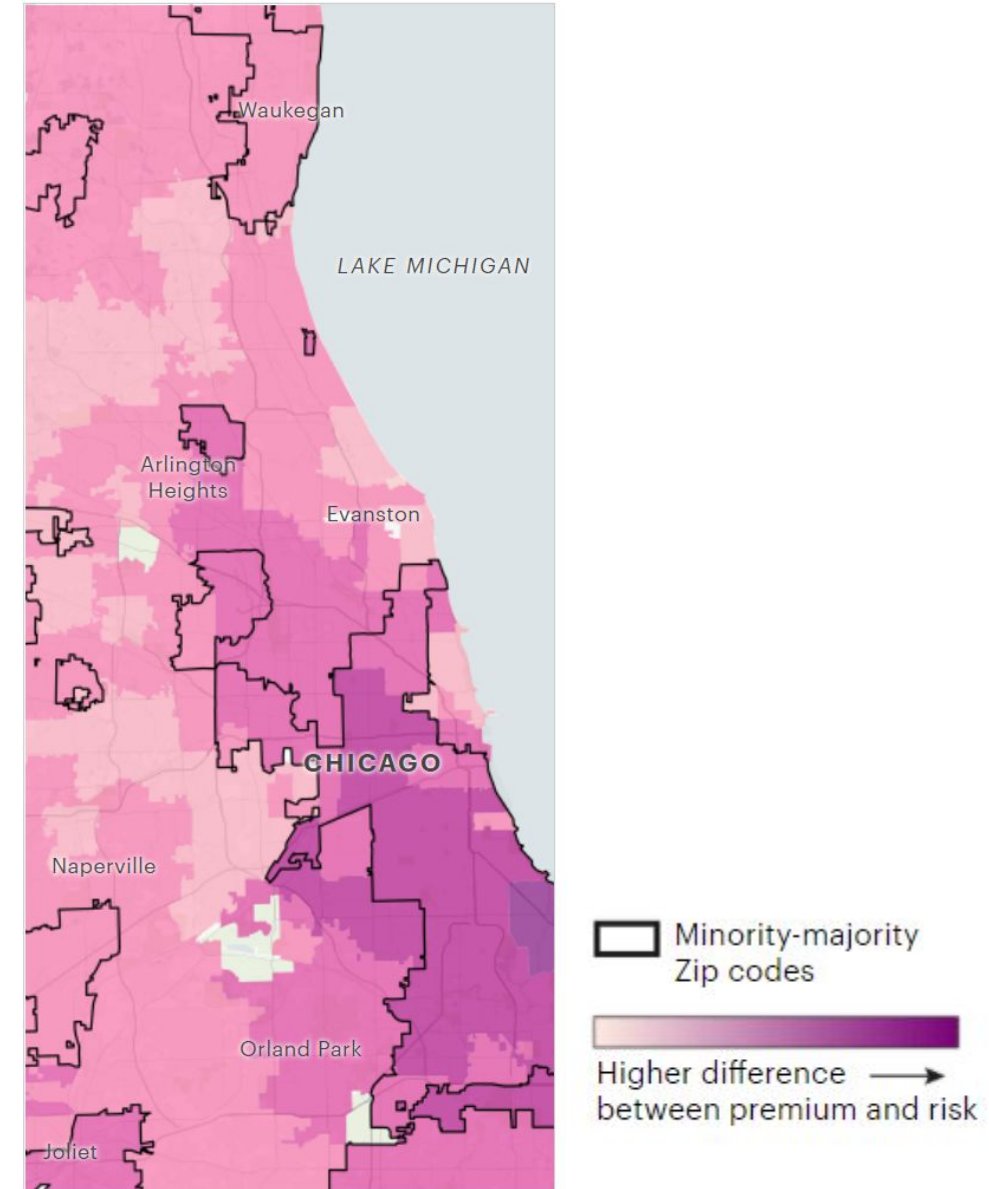 Waukegan
LAKE MICHIGAN
Arlington
Heights
Evanston
CHICAGO
Naperville
Orland Park
Joliet
Minority-majority
Zip codes
Higher difference
between premium and risk